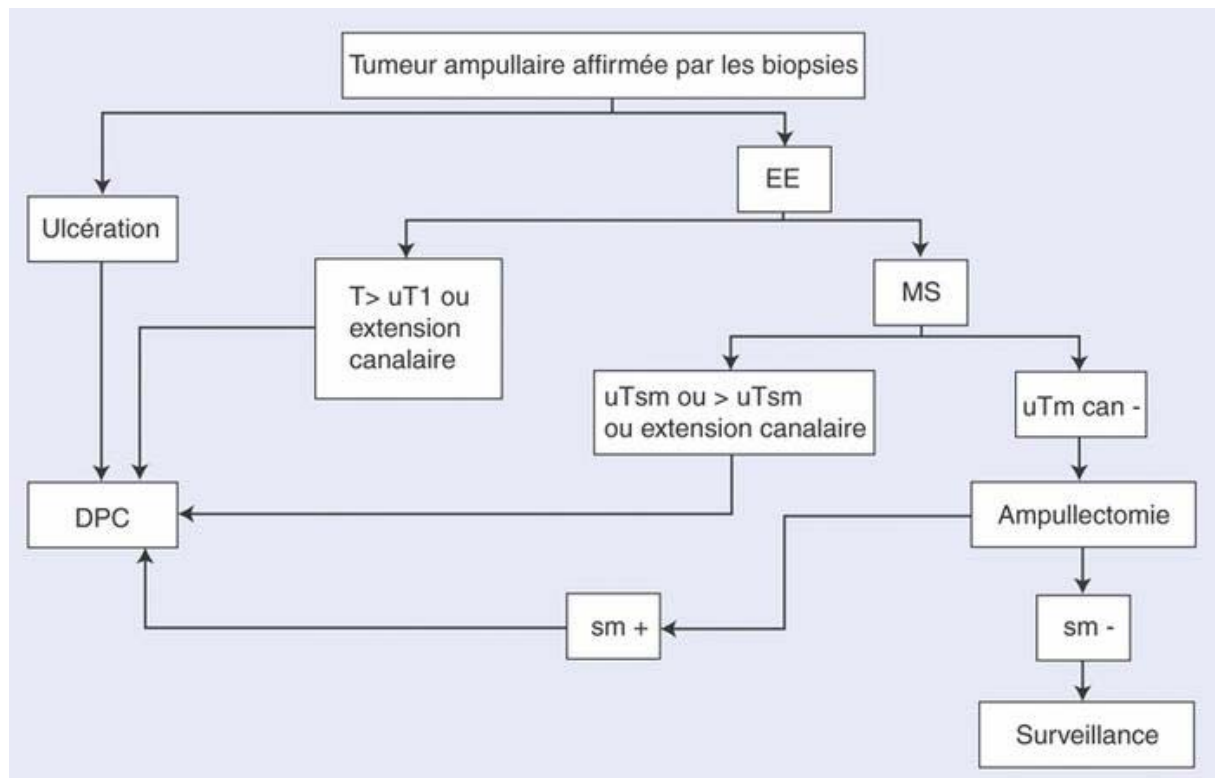 Tumeur ampullaire affirmée par les biopsies
EE
Ulcération
T> uT1 ou
extension
canalaire
MS
uTsm ou > uTsm
ou extension canalaire
uTm can -
DPC
Ampullectomie
sm +
sm -
Surveillance